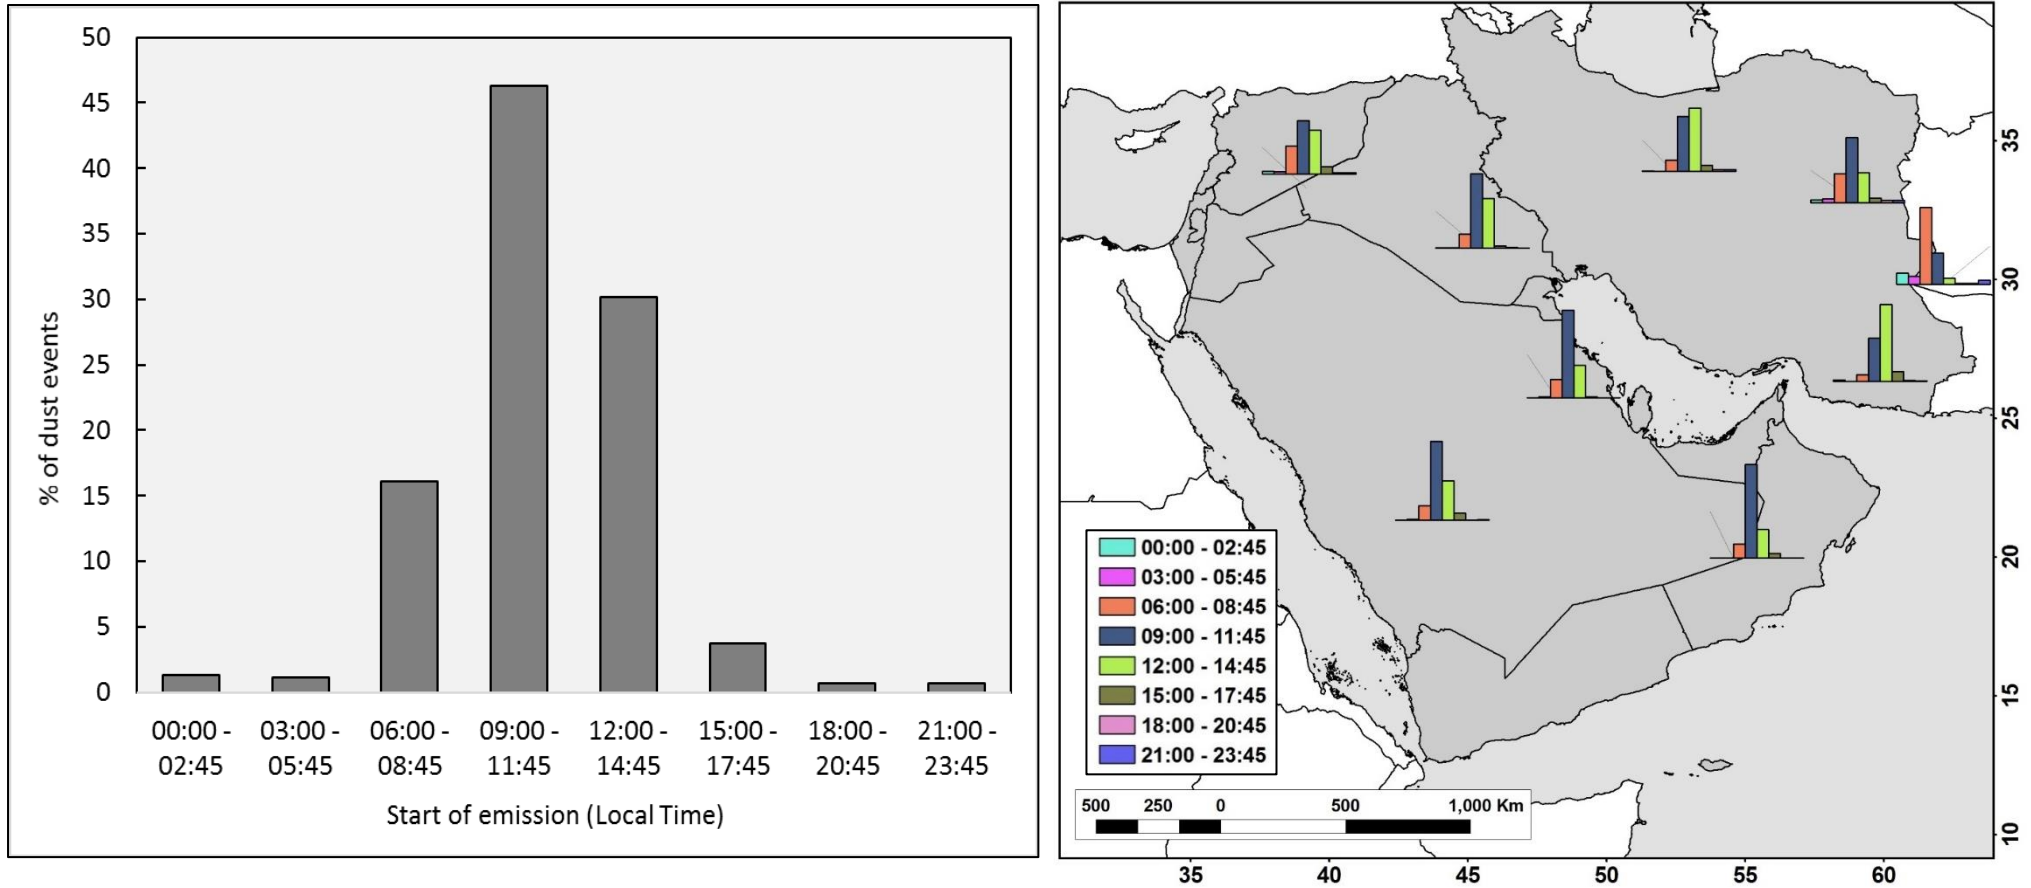 50
45
40
35
30
25
20
15
10
5
0
% of dust events
00:00 - 03:00 - 06:00 - 09:00 - 12:00 - 15:00 - 18:00 - 21:00 -
02:45 05:45 08:45 11:45 14:45 17:45 20:45 23:45
Start of emission (Local Time)
00:00 - 02:45
03:00 - 05:45
06:00 - 08:45
09:00 - 11:45
12:00 - 14:45
15:00 - 17:45
18:00 - 20:45
21:00 - 23:45
500 250 0 500 1,000 Km
35
30
25
20
15
10
35 40 45 50 55 60